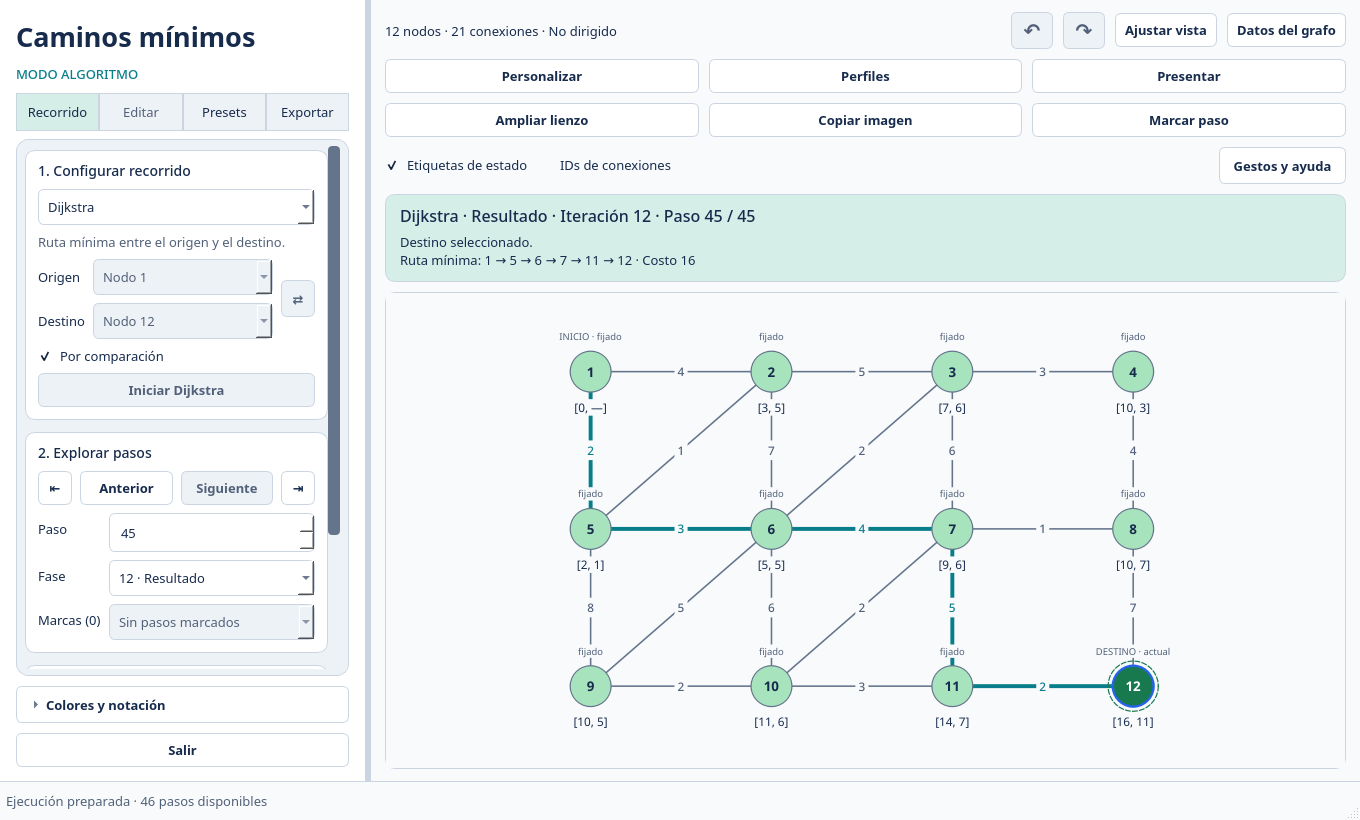 Caminos mínimos
MODO ALGORITMO
Recorrido Editar Presets Exportar
1. Configurar recorrido
Dijkstra
Ruta mínima entre el origen y el destino.
Origen Nodo 1
⇄
Destino Nodo 12
✓ Por comparación
Iniciar Dijkstra
2. Explorar pasos
⇤ Anterior Siguiente ⇥
Paso 45
Fase 12 · Resultado
Marcas (0) Sin pasos marcados
Colores y notación
Salir
12 nodos · 21 conexiones · No dirigido
↶ ↷ Ajustar vista Datos del grafo
Personalizar Perfiles Presentar
Ampliar lienzo Copiar imagen Marcar paso
✓ Etiquetas de estado IDs de conexiones Gestos y ayuda
Dijkstra · Resultado · Iteración 12 · Paso 45 / 45
Destino seleccionado.
Ruta mínima: 1 → 5 → 6 → 7 → 11 → 12 · Costo 16
INICIO · fijado fijado fijado fijado
1 4 2 5 3 3 4
[0, —] [3, 5] [7, 6] [10, 3]
2 1 7 2 6 4
fijado fijado fijado fijado
5 3 6 4 7 1 8
[2, 1] [5, 5] [9, 6] [10, 7]
8 5 6 2 5 7
fijado fijado fijado DESTINO · actual
9 2 10 3 11 2 12
[10, 5] [11, 6] [14, 7] [16, 11]
Ejecución preparada · 46 pasos disponibles